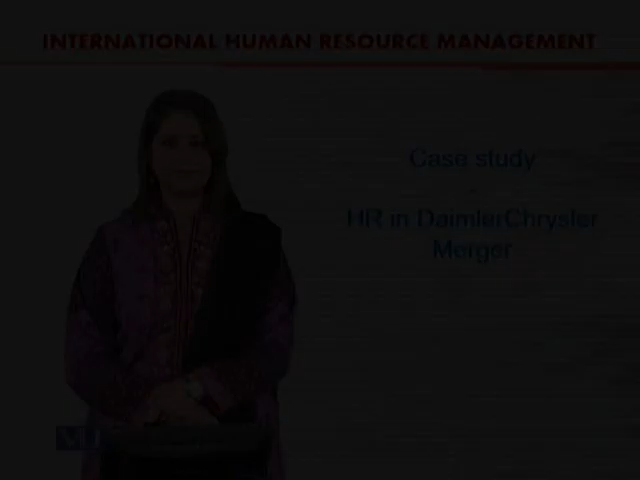 INTERNATIONAL HUMAN RESOURCE MANAGEMENT
Case study
HR in DaimlerChrysler
Merger